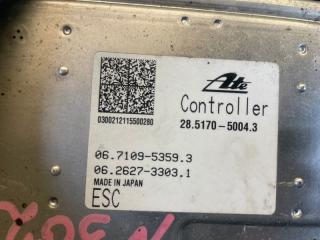 Ate
Controller
0300212115500280
28.5170-5004.3
06.7109-5359.3
06.2627-3303.1
MADE IN JAPAN
ESC